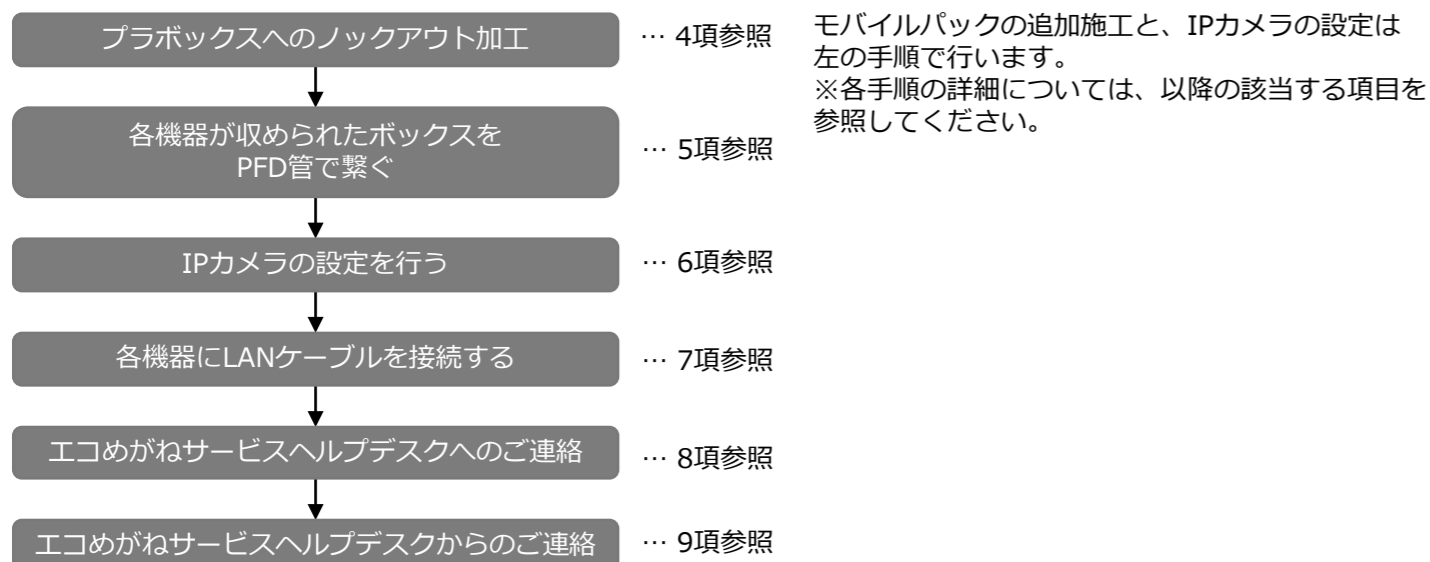 プラボックスへのノックアウト加工
… 4項参照
各機器が収められたボックスを
PFD管で繋ぐ
… 5項参照
IPカメラの設定を行う
… 6項参照
各機器にLANケーブルを接続する
… 7項参照
エコめがねサービスヘルプデスクへのご連絡
… 8項参照
エコめがねサービスヘルプデスクからのご連絡
… 9項参照
モバイルパックの追加施工と、IPカメラの設定は
左の手順で行います。
※各手順の詳細については、以降の該当する項目を
参照してください。